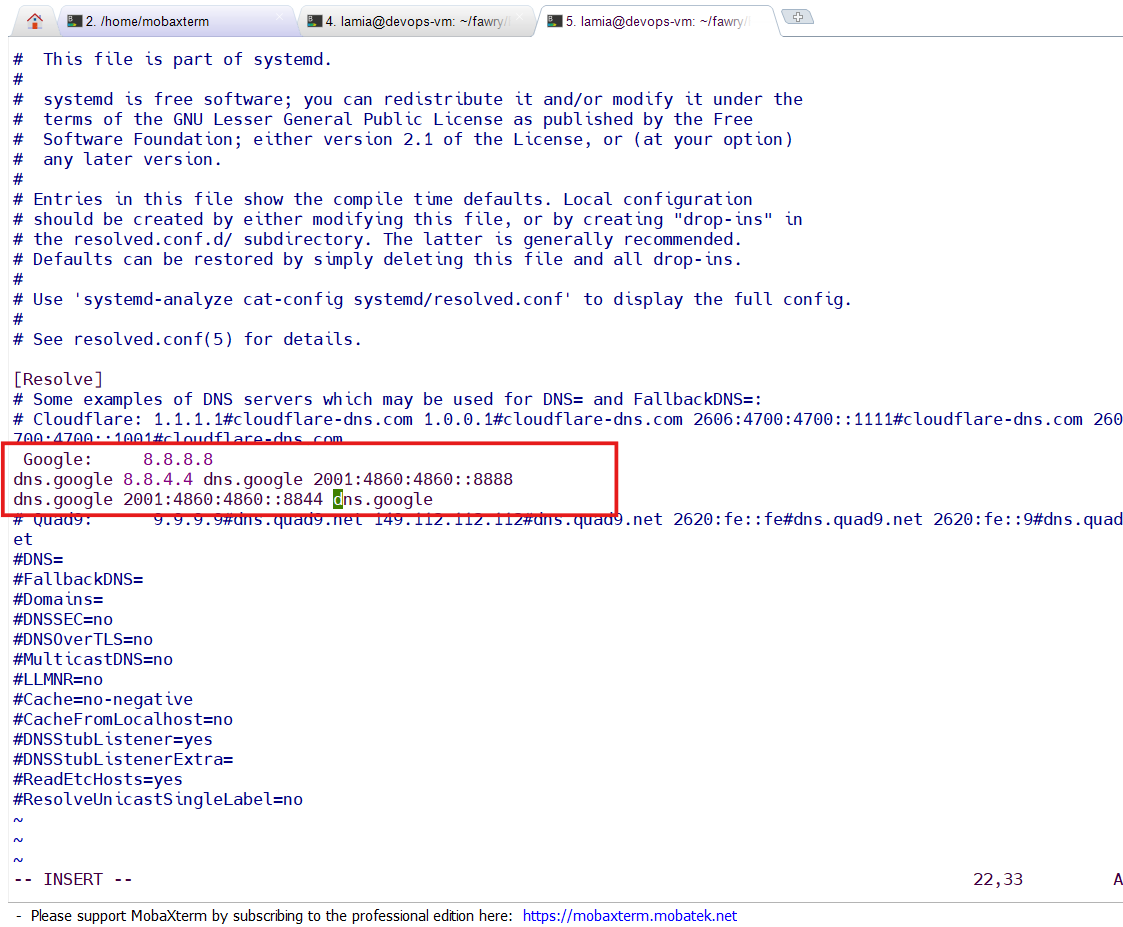 2. /home/mobaxterm
4. lamia@devops-vm: ~/fawry/
5. lamia@devops-vm: ~/fawry/
#  This file is part of systemd.
#
#  systemd is free software; you can redistribute it and/or modify it under the
#  terms of the GNU Lesser General Public License as published by the Free
#  Software Foundation; either version 2.1 of the License, or (at your option)
#  any later version.
#
# Entries in this file show the compile time defaults. Local configuration
# should be created by either modifying this file, or by creating "drop-ins" in
# the resolved.conf.d/ subdirectory. The latter is generally recommended.
# Defaults can be restored by simply deleting this file and all drop-ins.
#
# Use 'systemd-analyze cat-config systemd/resolved.conf' to display the full config.
#
# See resolved.conf(5) for details.
[Resolve]
# Some examples of DNS servers which may be used for DNS= and FallbackDNS=:
# Cloudflare: 1.1.1.1#cloudflare-dns.com 1.0.0.1#cloudflare-dns.com 2606:4700:4700::1111#cloudflare-dns.com 260
700:4700::1001#cloudflare-dns.com
Google:     8.8.8.8
dns.google 8.8.4.4 dns.google 2001:4860:4860::8888
dns.google 2001:4860:4860::8844 dns.google
# Quad9:      9.9.9.9#dns.quad9.net 149.112.112.112#dns.quad9.net 2620:fe::fe#dns.quad9.net 2620:fe::9#dns.quad
et
#DNS=
#FallbackDNS=
#Domains=
#DNSSEC=no
#DNSOverTLS=no
#MulticastDNS=no
#LLMNR=no
#Cache=no-negative
#CacheFromLocalhost=no
#DNSStubListener=yes
#DNSStubListenerExtra=
#ReadEtcHosts=yes
#ResolveUnicastSingleLabel=no
~
~
~
-- INSERT --                    22,33    A
- Please support MobaXterm by subscribing to the professional edition here: https://mobaxterm.mobatek.net